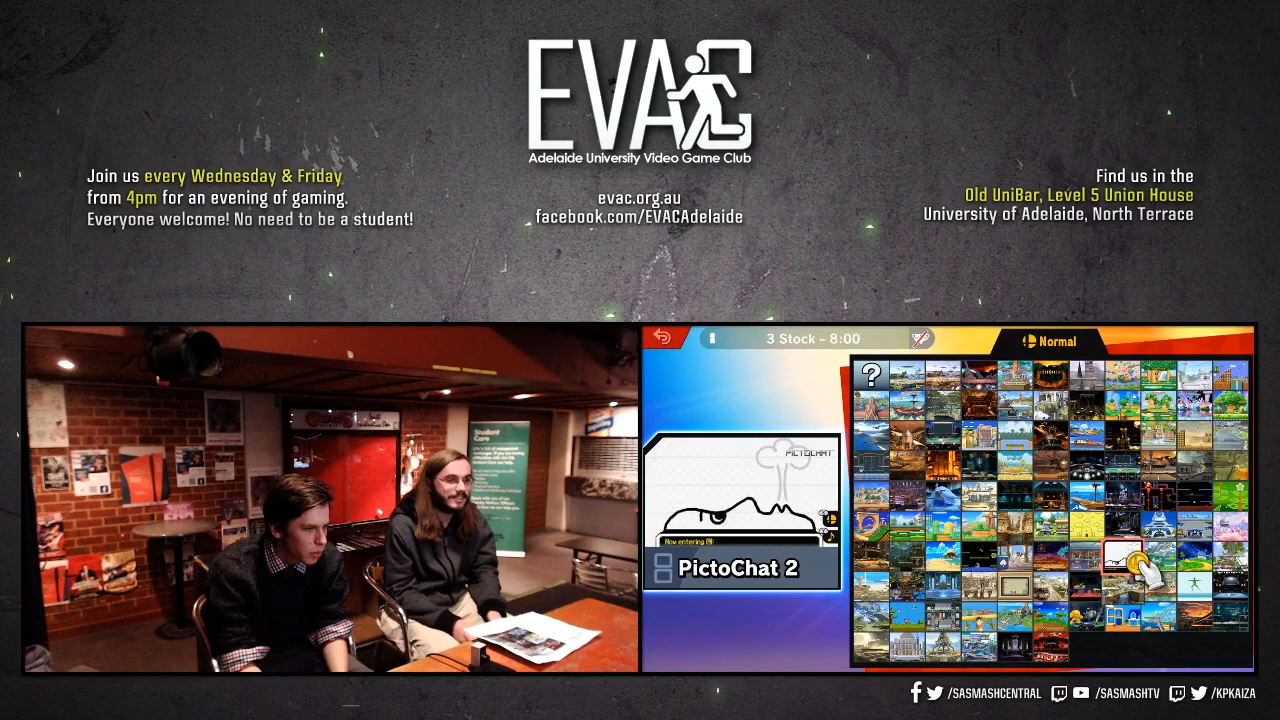 EVAC
Adelaide University Video Game Club
Join us every Wednesday & Friday
from 4pm for an evening of gaming.
Everyone welcome! No need to be a student!
evac.org.au
facebook.com/EVACAdelaide
Find us in the
Old UniBar, Level 5 Union House
University of Adelaide, North Terrace
3 Stock - 8:00
Normal
?
PICTOCHAT
Now entering
PictoChat 2
Student
Care
/SASMASHCENTRAL
/SASMASHTV
/KPKAIZA